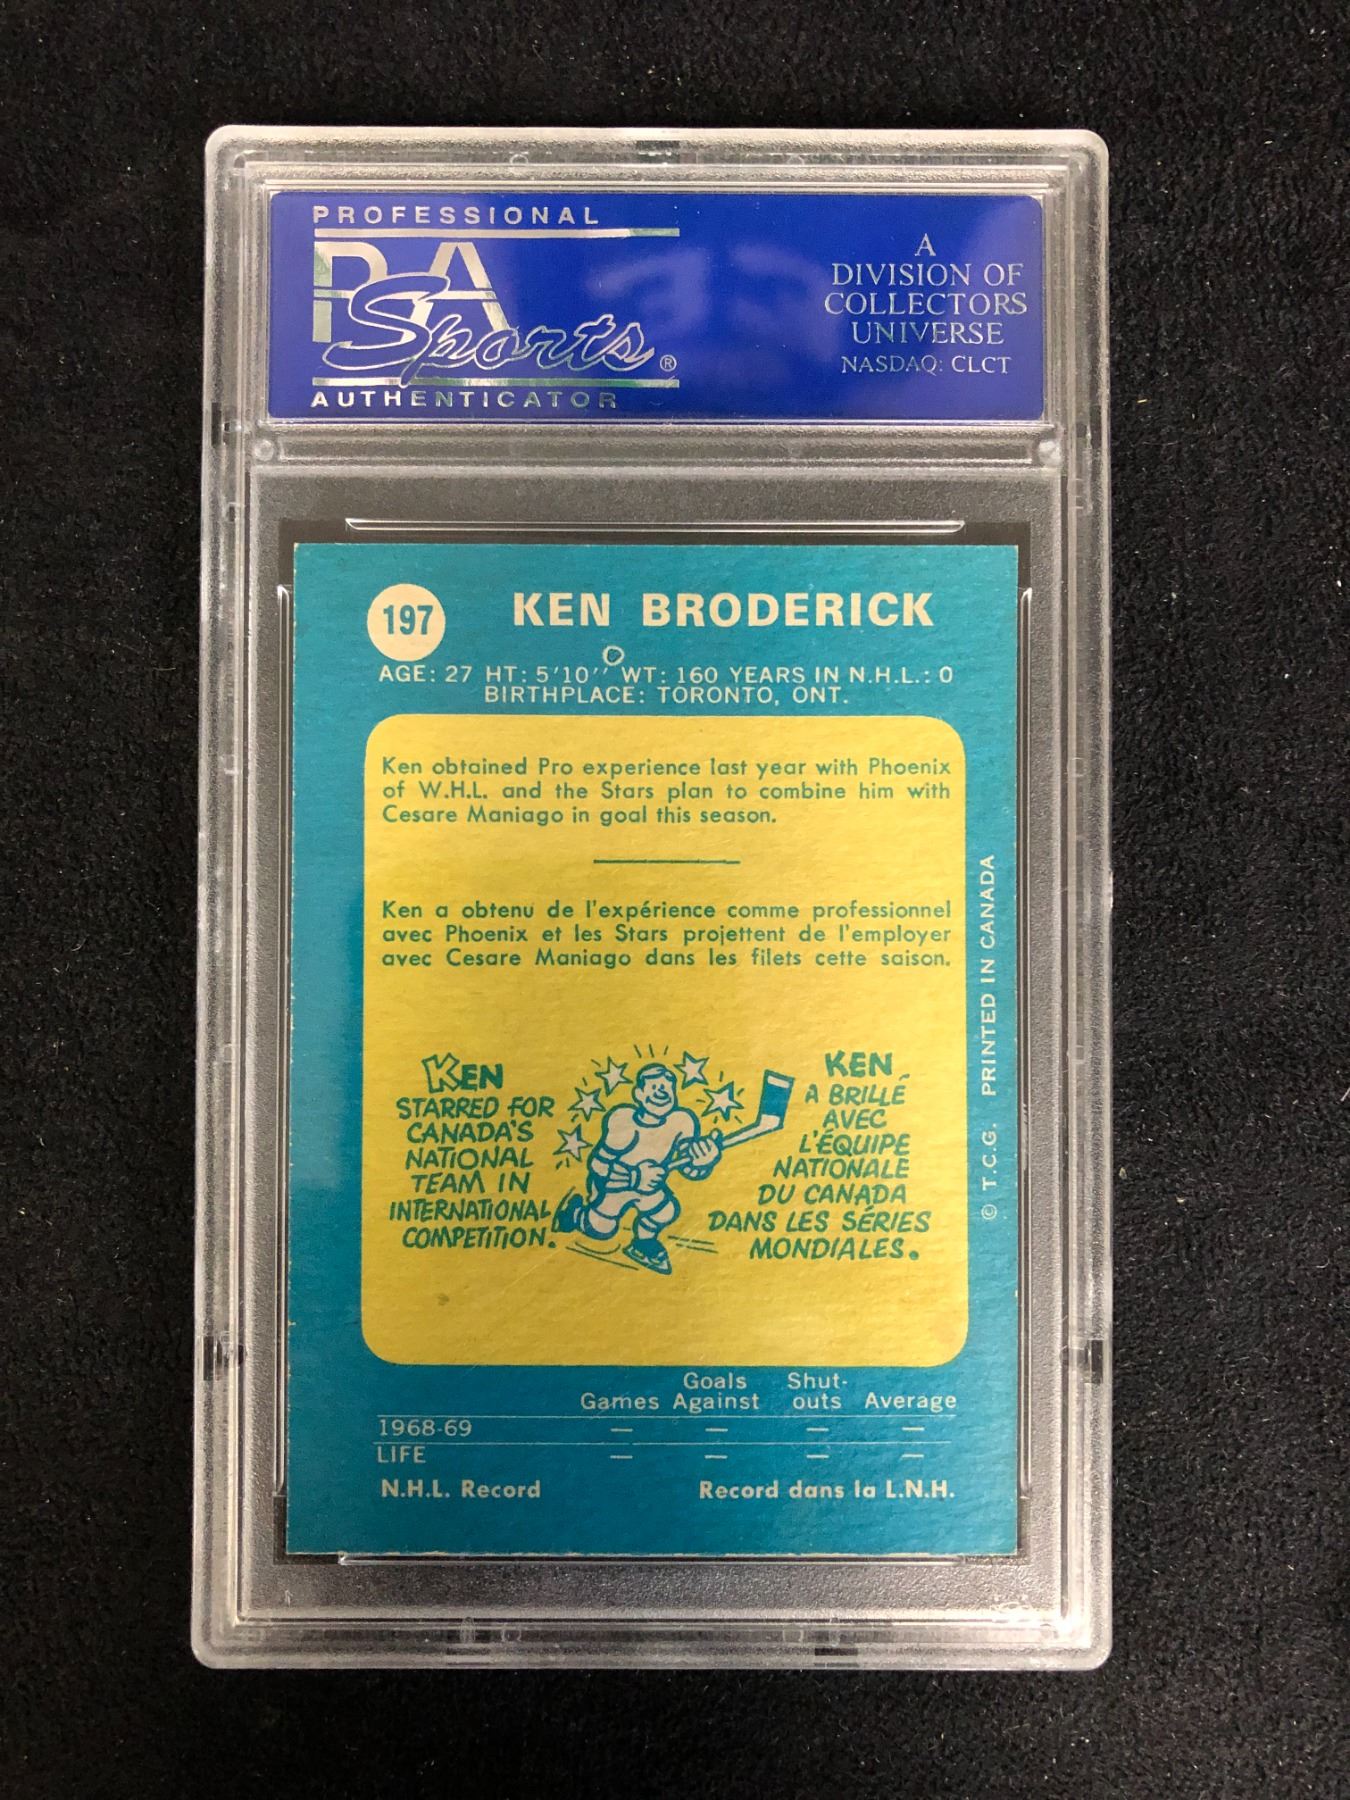 PROFESSIONAL
PSA
Sports®
AUTHENTICATOR
A
DIVISION OF
COLLECTORS
UNIVERSE
NASDAQ: CLCT
197
KEN BRODERICK
AGE: 27 HT: 5'10'' WT: 160 YEARS IN N.H.L.: 0
BIRTHPLACE: TORONTO, ONT.
Ken obtained Pro experience last year with Phoenix
of W.H.L. and the Stars plan to combine him with
Cesare Maniago in goal this season.
Ken a obtenu de l'expérience comme professionnel
avec Phoenix et les Stars projettent de l'employer
avec Cesare Maniago dans les filets cette saison.
KEN
STARRED FOR
CANADA'S
NATIONAL
TEAM IN
INTERNATIONAL
COMPETITION.
KEN
A BRILLÉ
AVEC
L'ÉQUIPE
NATIONALE
DU CANADA
DANS LES SÉRIES
MONDIALES.
© T.C.G. PRINTED IN CANADA
Games Goals Against Shut-outs Average
1968-69 — — — —
LIFE — — — —
N.H.L. Record Record dans la L.N.H.